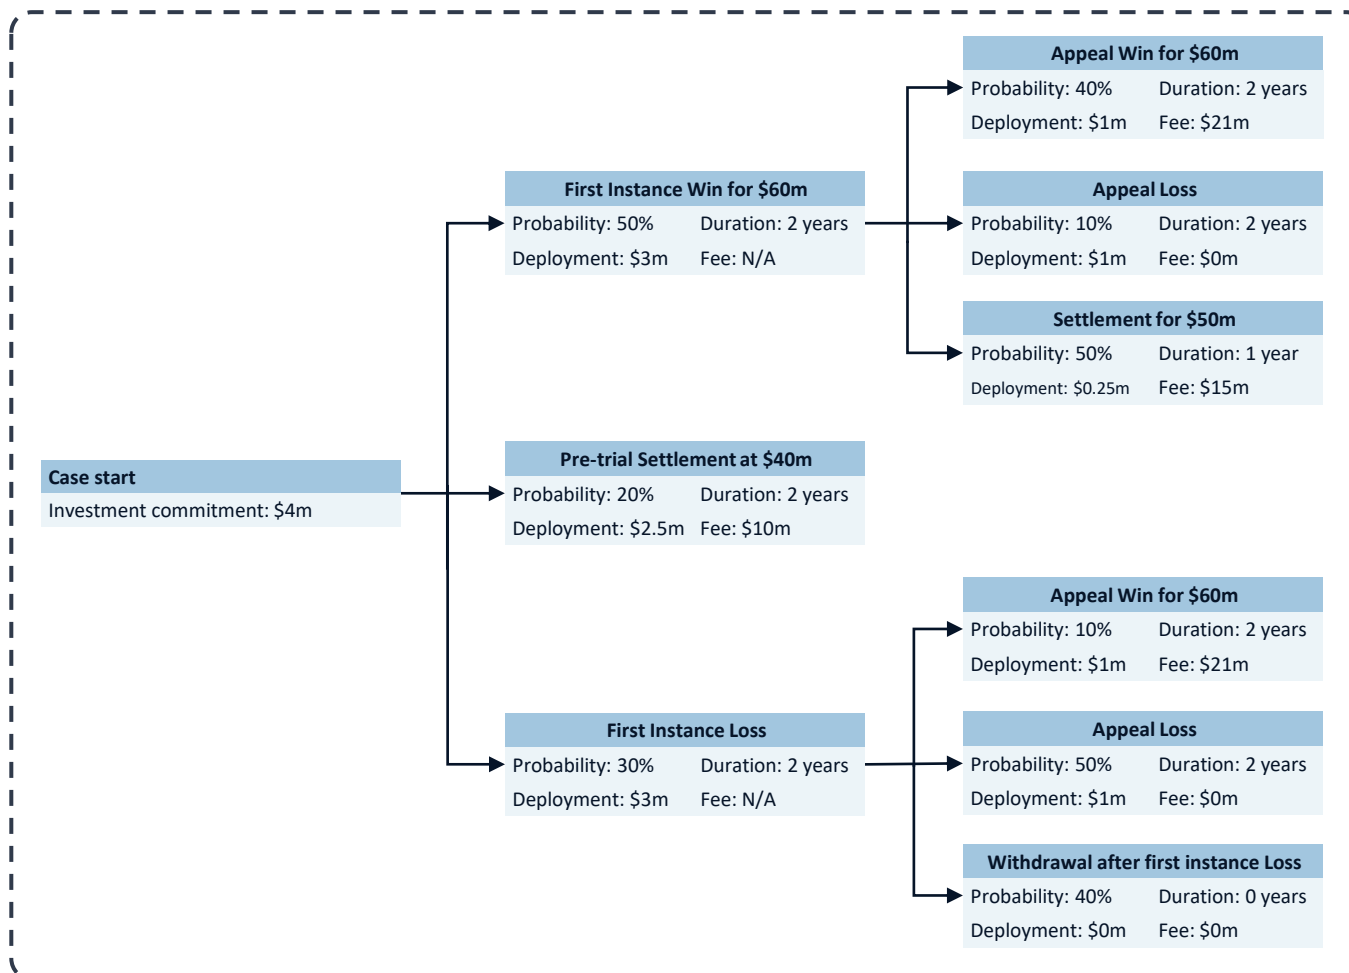 Case start
Investment commitment: $4m
First Instance Win for $60m
Probability: 50% Duration: 2 years
Deployment: $3m Fee: N/A
Pre-trial Settlement at $40m
Probability: 20% Duration: 2 years
Deployment: $2.5m Fee: $10m
First Instance Loss
Probability: 30% Duration: 2 years
Deployment: $3m Fee: N/A
Appeal Win for $60m
Probability: 40% Duration: 2 years
Deployment: $1m Fee: $21m
Appeal Loss
Probability: 10% Duration: 2 years
Deployment: $1m Fee: $0m
Settlement for $50m
Probability: 50% Duration: 1 year
Deployment: $0.25m Fee: $15m
Appeal Win for $60m
Probability: 10% Duration: 2 years
Deployment: $1m Fee: $21m
Appeal Loss
Probability: 50% Duration: 2 years
Deployment: $1m Fee: $0m
Withdrawal after first instance Loss
Probability: 40% Duration: 0 years
Deployment: $0m Fee: $0m